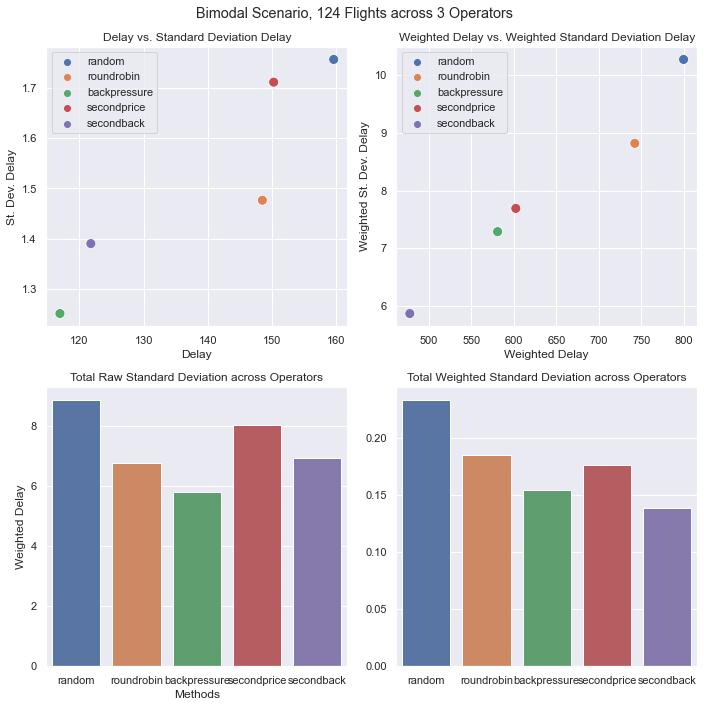 Bimodal Scenario, 124 Flights across 3 Operators
Delay vs. Standard Deviation Delay
random
roundrobin
backpressure
secondprice
secondback
1.7
1.6
1.5
1.4
1.3
St. Dev. Delay
120 130 140 150 160
Delay
Weighted Delay vs. Weighted Standard Deviation Delay
random
roundrobin
backpressure
secondprice
secondback
10
9
8
7
6
Weighted St. Dev. Delay
500 550 600 650 700 750 800
Weighted Delay
Total Raw Standard Deviation across Operators
8
6
4
2
0
Weighted Delay
random roundrobin backpressure secondprice secondback
Methods
Total Weighted Standard Deviation across Operators
0.20
0.15
0.10
0.05
0.00
random roundrobin backpressure secondprice secondback